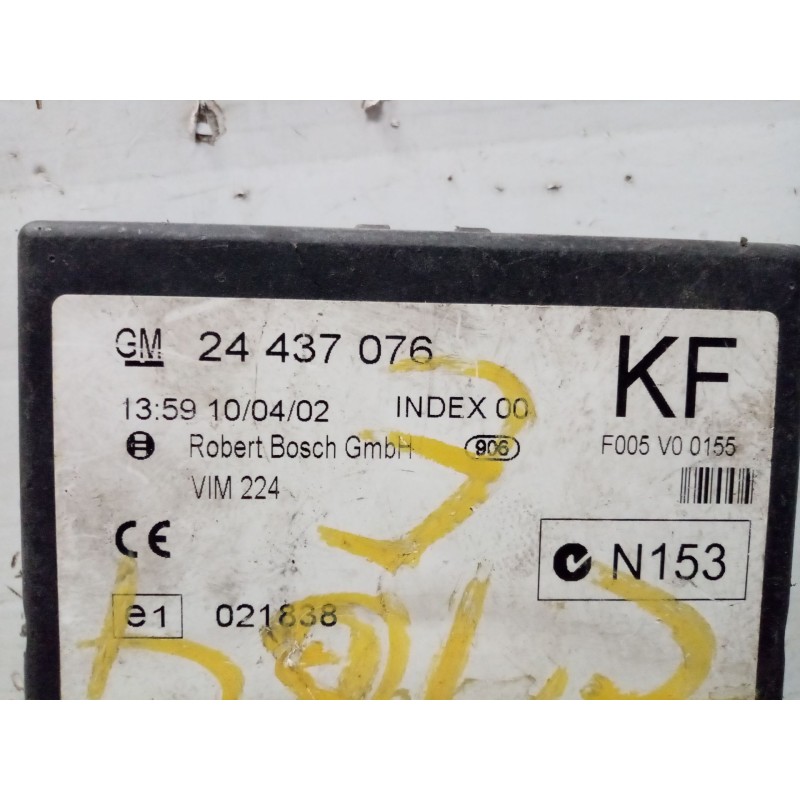 GM 24 437 076 KF
13:59 10/04/02 INDEX 00
Robert Bosch GmbH 906 F005 V0 0155
VIM 224
CE
N153
e1 021838